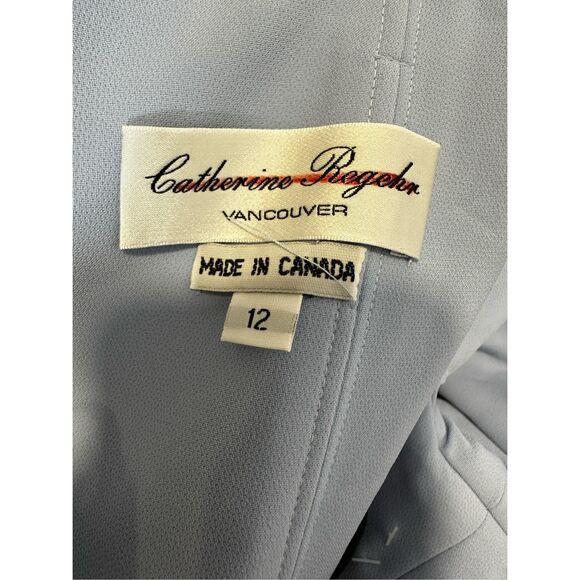 Catherine Regehr
VANCOUVER
MADE IN CANADA
12